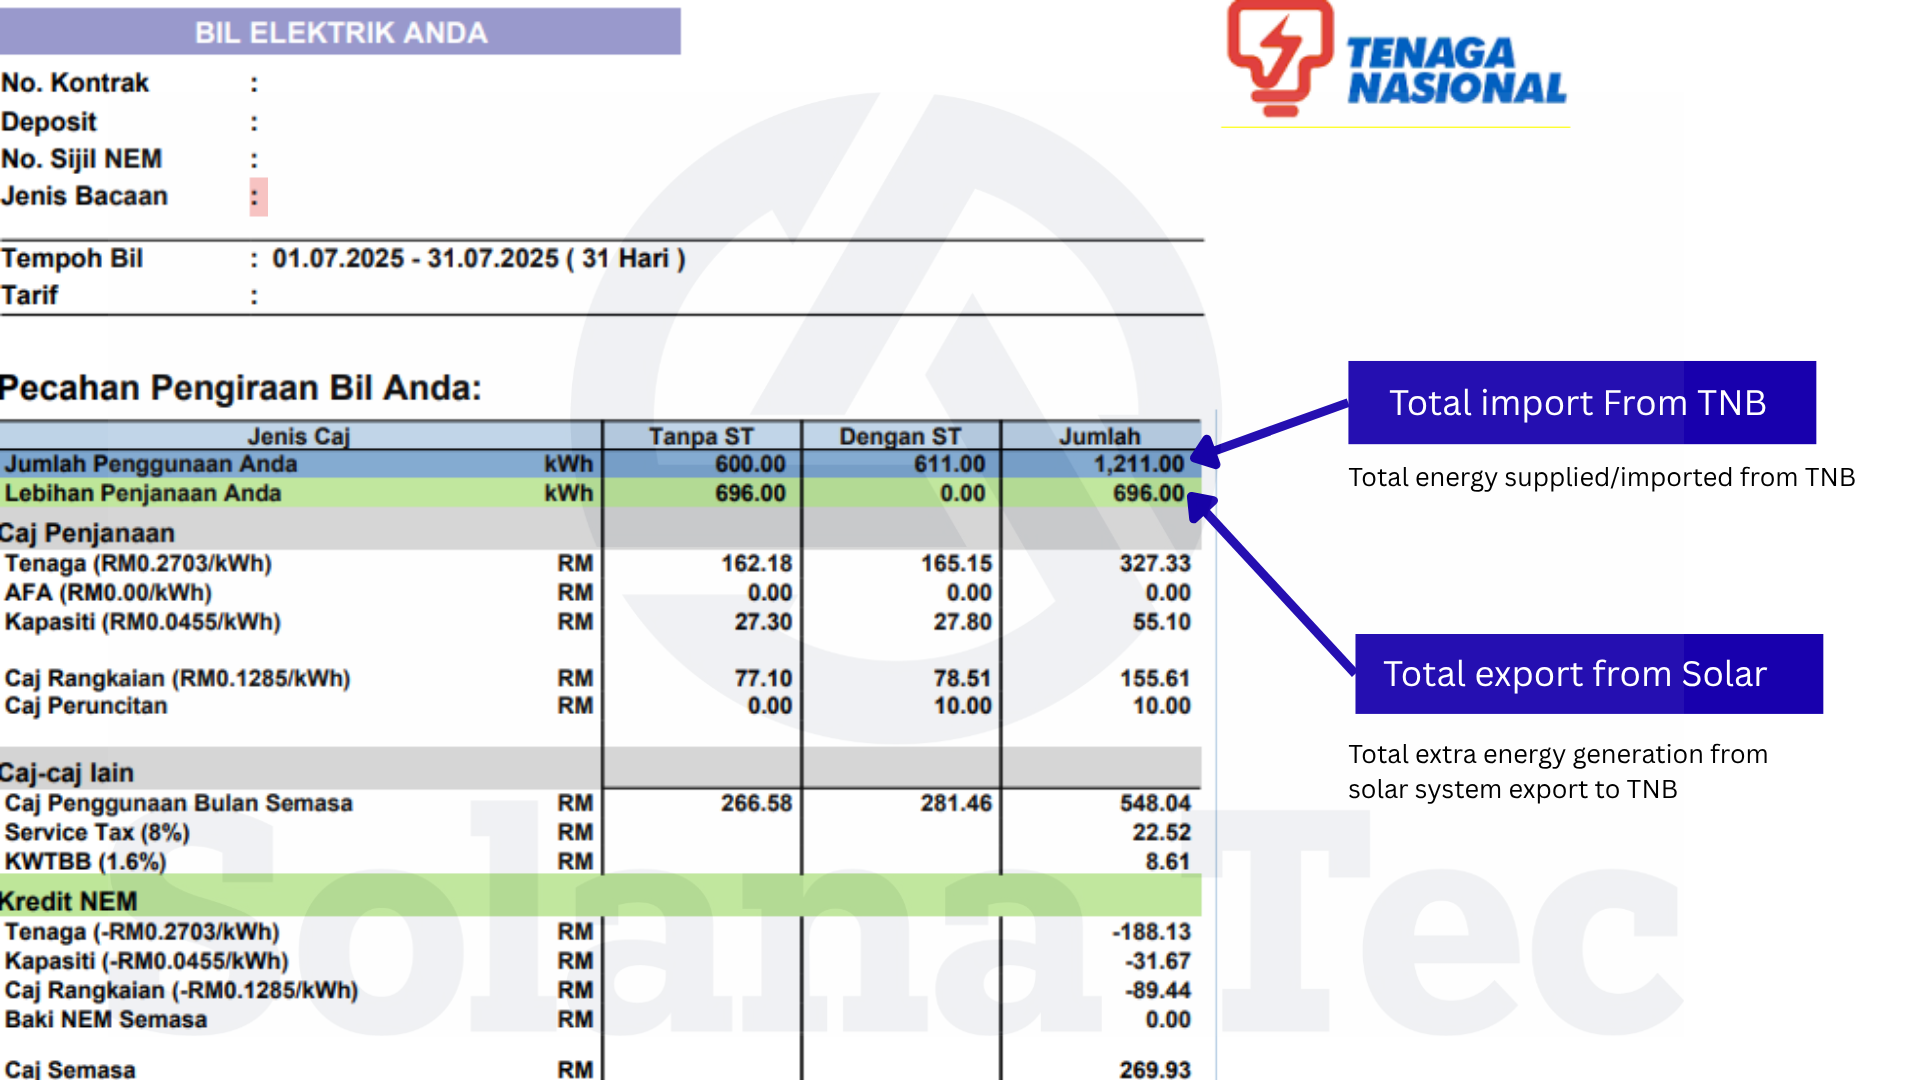 BIL ELEKTRIK ANDA
TENAGA
NASIONAL
No. Kontrak :
Deposit :
No. Sijil NEM :
Jenis Bacaan :
Tempoh Bil : 01.07.2025 - 31.07.2025 ( 31 Hari )
Tarif :
Pecahan Pengiraan Bil Anda:
Jenis Caj Tanpa ST Dengan ST Jumlah
Jumlah Penggunaan Anda kWh 600.00 611.00 1,211.00
Lebihan Penjanaan Anda kWh 696.00 0.00 696.00
Caj Penjanaan
Tenaga (RM0.2703/kWh) RM 162.18 165.15 327.33
AFA (RM0.00/kWh) RM 0.00 0.00 0.00
Kapasiti (RM0.0455/kWh) RM 27.30 27.80 55.10
Caj Rangkaian (RM0.1285/kWh) RM 77.10 78.51 155.61
Caj Peruncitan RM 0.00 10.00 10.00
Caj-caj lain
Caj Penggunaan Bulan Semasa RM 266.58 281.46 548.04
Service Tax (8%) RM 22.52
KWTBB (1.6%) RM 8.61
Kredit NEM
Tenaga (-RM0.2703/kWh) RM -188.13
Kapasiti (-RM0.0455/kWh) RM -31.67
Caj Rangkaian (-RM0.1285/kWh) RM -89.44
Baki NEM Semasa RM 0.00
Caj Semasa RM 269.93
Total import From TNB
Total energy supplied/imported from TNB
Total export from Solar
Total extra energy generation from
solar system export to TNB
Solana Tec